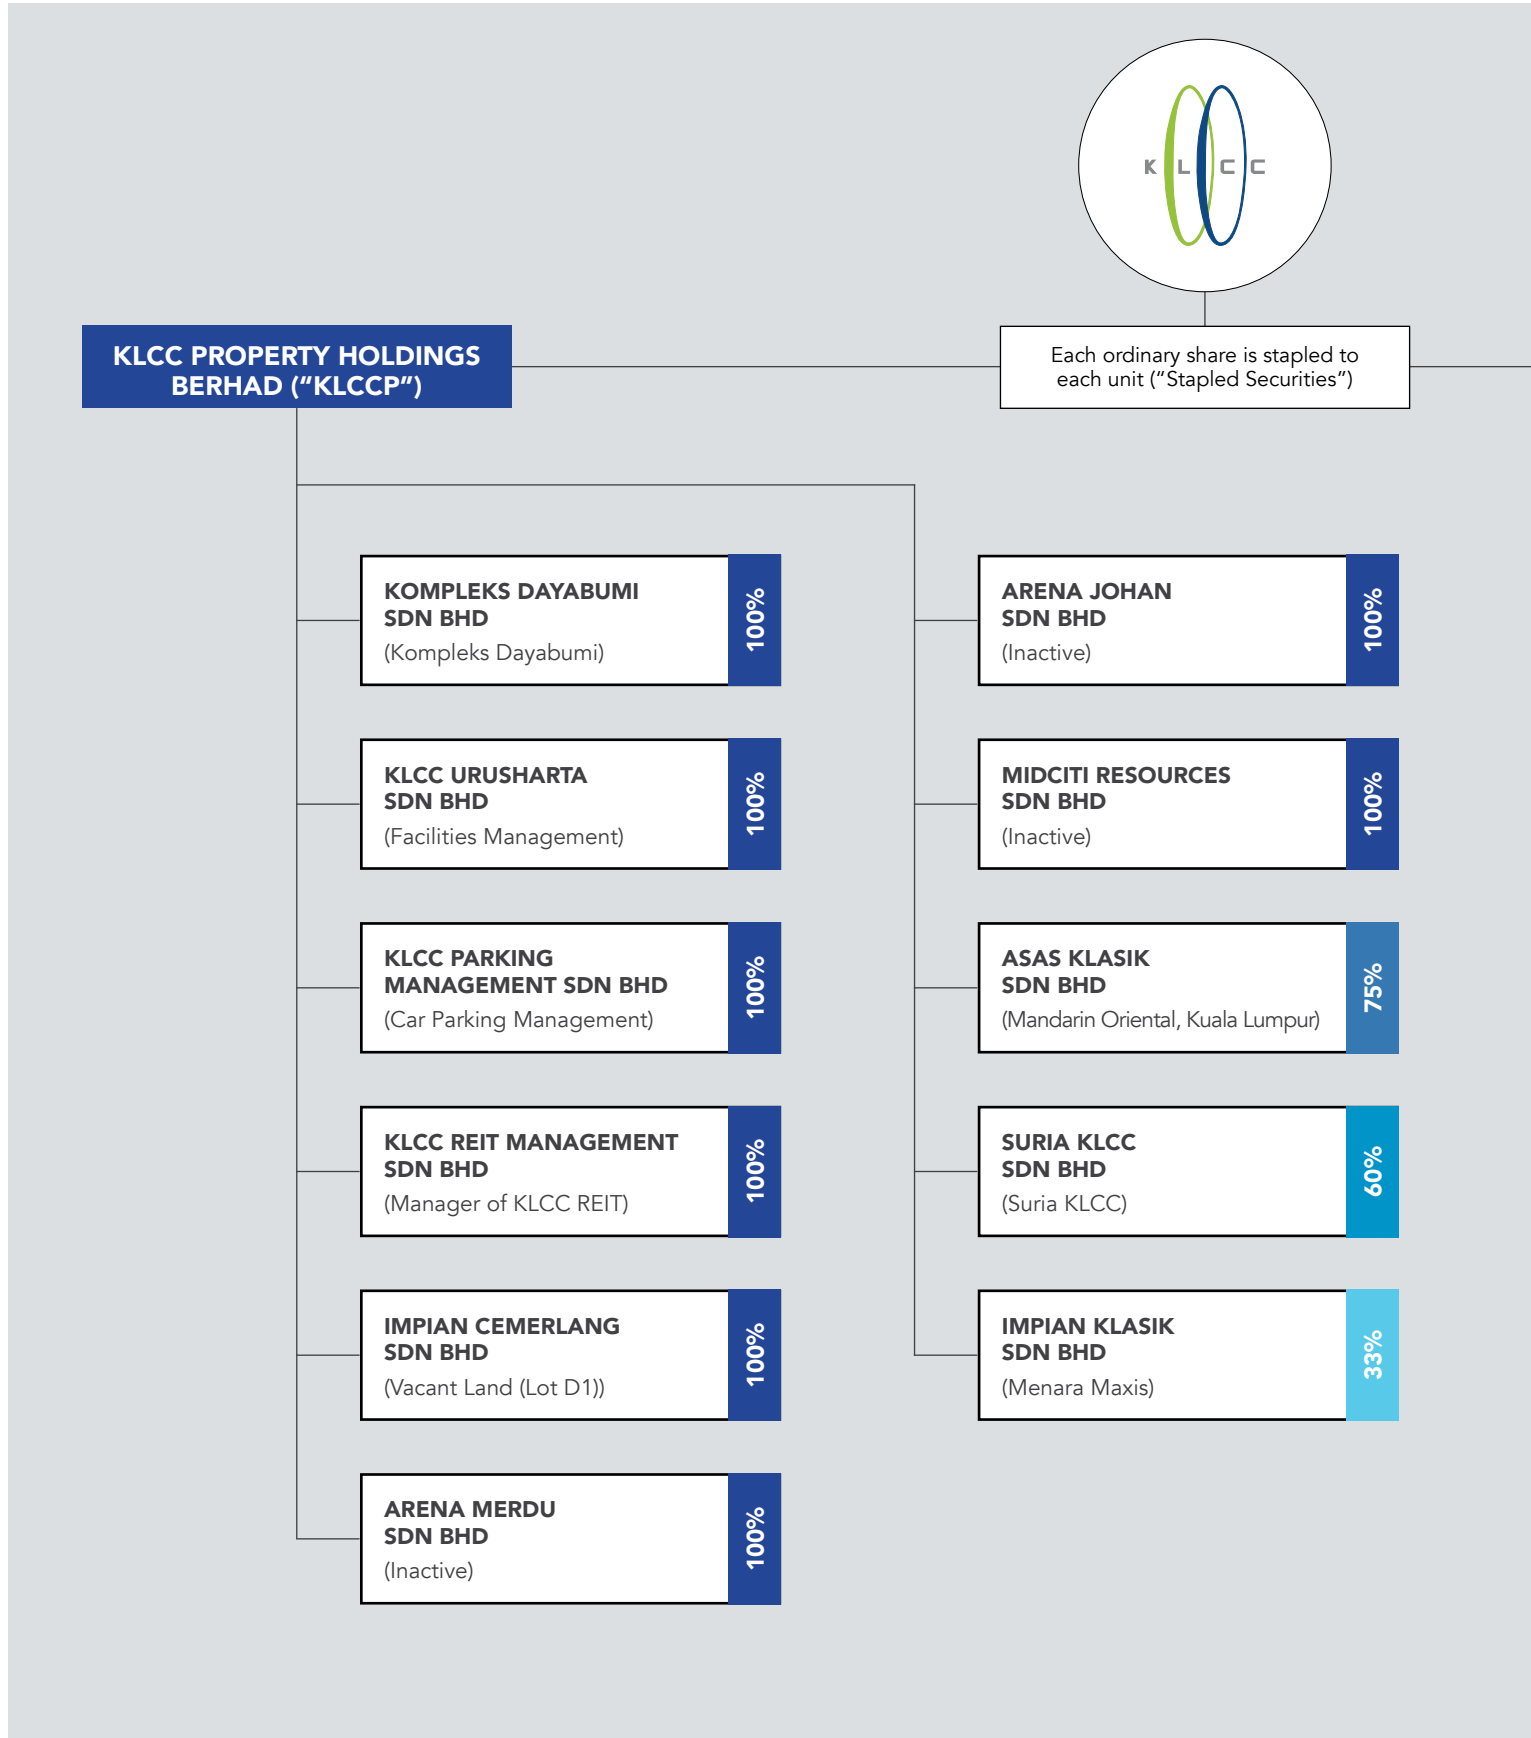 K L C C
KLCC PROPERTY HOLDINGS
BERHAD (“KLCCP”)
Each ordinary share is stapled to
each unit (“Stapled Securities”)
KOMPLEKS DAYABUMI
SDN BHD
(Kompleks Dayabumi)
100%
KLCC URUSHARTA
SDN BHD
(Facilities Management)
100%
KLCC PARKING
MANAGEMENT SDN BHD
(Car Parking Management)
100%
KLCC REIT MANAGEMENT
SDN BHD
(Manager of KLCC REIT)
100%
IMPIAN CEMERLANG
SDN BHD
(Vacant Land (Lot D1))
100%
ARENA MERDU
SDN BHD
(Inactive)
100%
ARENA JOHAN
SDN BHD
(Inactive)
100%
MIDCITI RESOURCES
SDN BHD
(Inactive)
100%
ASAS KLASIK
SDN BHD
(Mandarin Oriental, Kuala Lumpur)
75%
SURIA KLCC
SDN BHD
(Suria KLCC)
60%
IMPIAN KLASIK
SDN BHD
(Menara Maxis)
33%